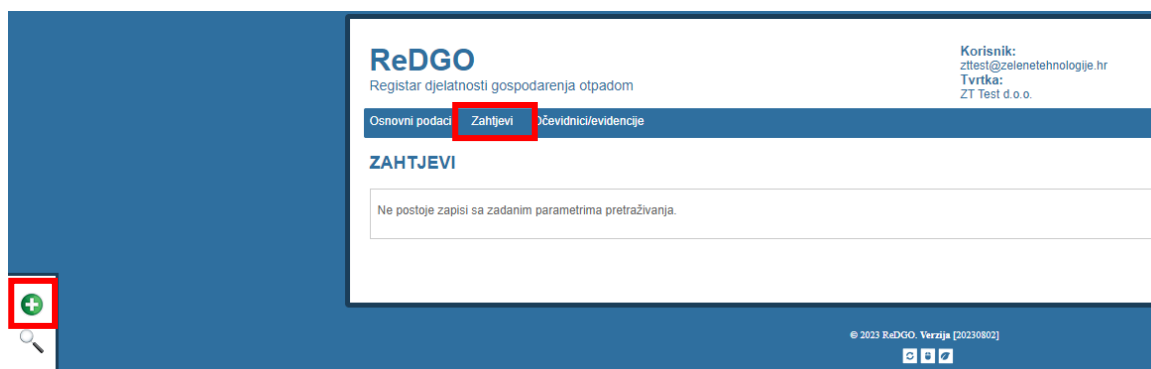 ReDGO
Registar djelatnosti gospodarenja otpadom
Korisnik:
zttest@zelenetehnologije.hr
Tvrtka:
ZT Test d.o.o.
Osnovni podaci Zahtjevi Očevidnici/evidencije
ZAHTJEVI
Ne postoje zapisi sa zadanim parametrima pretraživanja.
© 2023 ReDGO. Verzija [20230802]